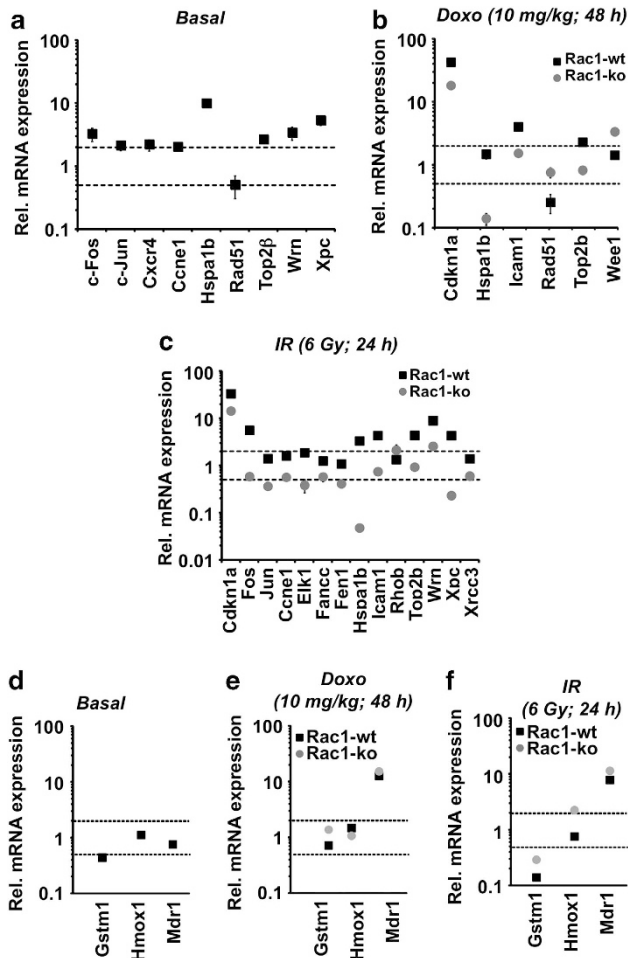 a
Basal
Rel. mRNA expression
100
10
1
0.1
c-Fos
c-Jun
Cxcr4
Ccne1
Hspa1b
Rad51
Top2β
Wrn
Xpc
b
Doxo (10 mg/kg; 48 h)
Rel. mRNA expression
100
10
1
0.1
Rac1-wt
Rac1-ko
Cdkn1a
Hspa1b
Icam1
Rad51
Top2b
Wee1
c
IR (6 Gy; 24 h)
Rel. mRNA expression
100
10
1
0.1
0.01
Rac1-wt
Rac1-ko
Cdkn1a
Fos
Jun
Ccne1
Elk1
Fancc
Fen1
Hspa1b
Icam1
Rhob
Top2b
Wrn
Xpc
Xrcc3
d
Basal
Rel. mRNA expression
100
10
1
0.1
Gstm1
Hmox1
Mdr1
e
Doxo
(10 mg/kg; 48 h)
Rel. mRNA expression
100
10
1
0.1
Rac1-wt
Rac1-ko
Gstm1
Hmox1
Mdr1
f
IR
(6 Gy; 24 h)
Rel. mRNA expression
100
10
1
0.1
Rac1-wt
Rac1-ko
Gstm1
Hmox1
Mdr1